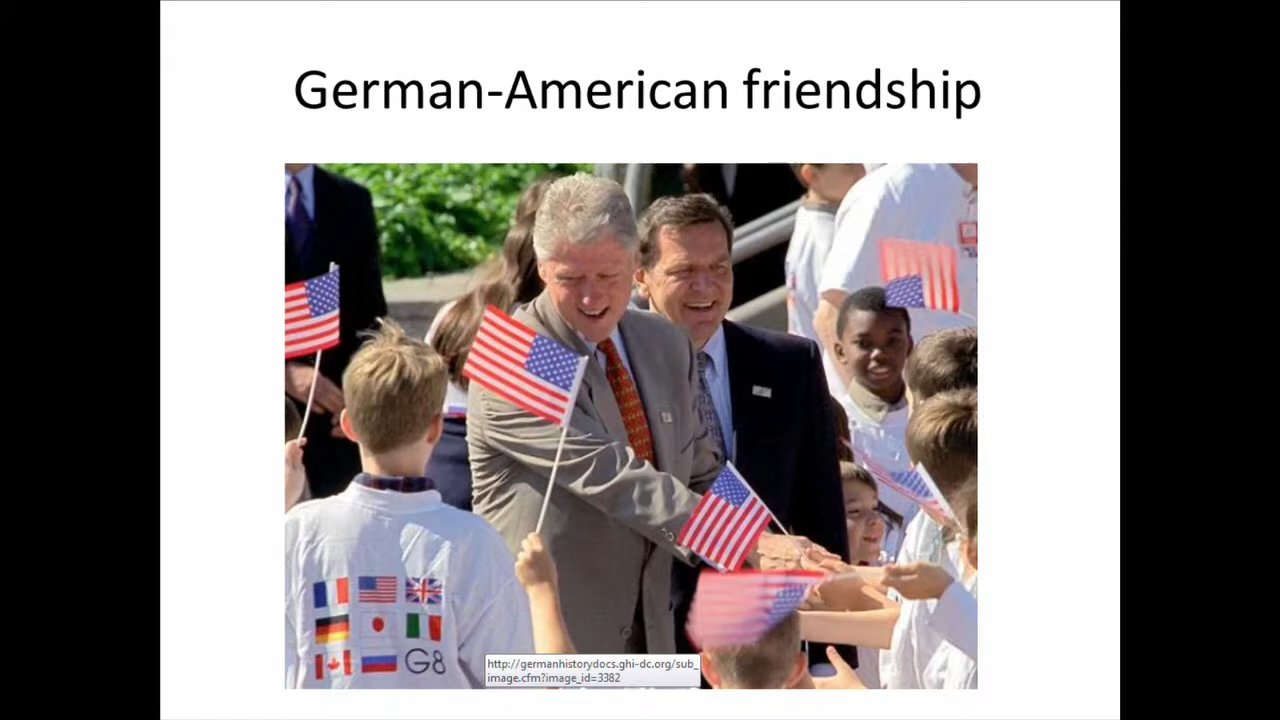 German-American friendship
G8
http://germanhistorydocs.ghi-dc.org/sub_
image.cfm?image_id=3382